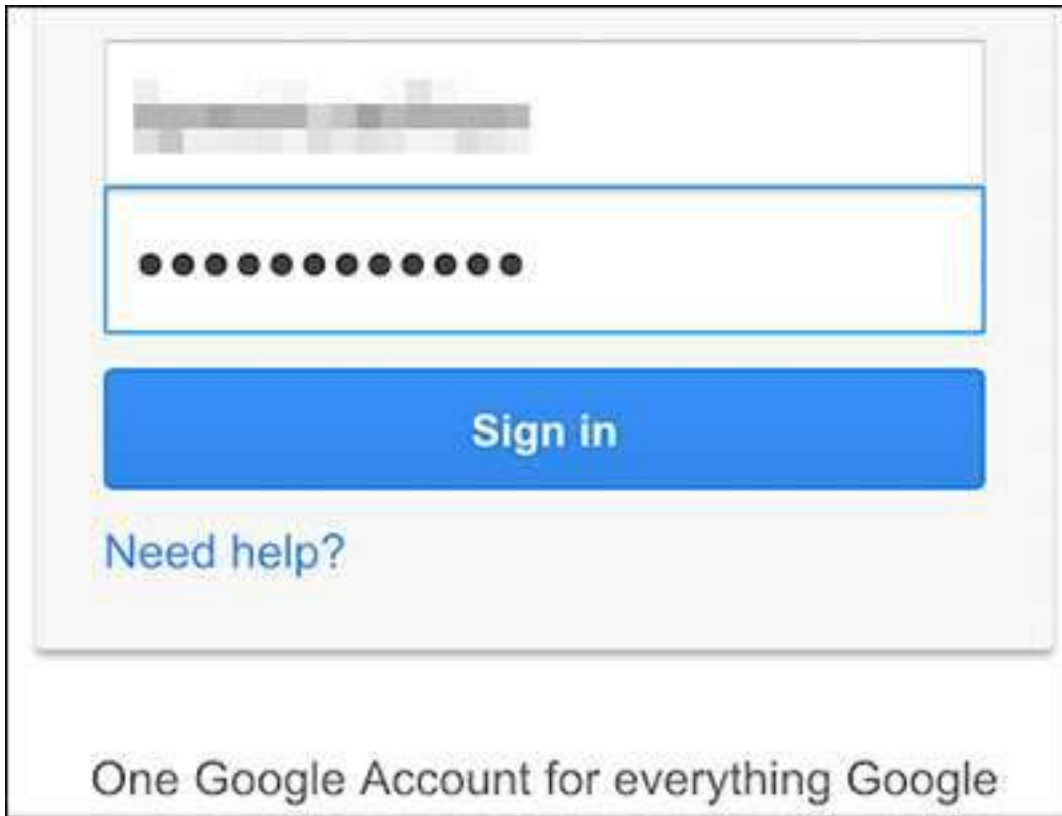 ••••••••••••
Sign in
Need help?
One Google Account for everything Google